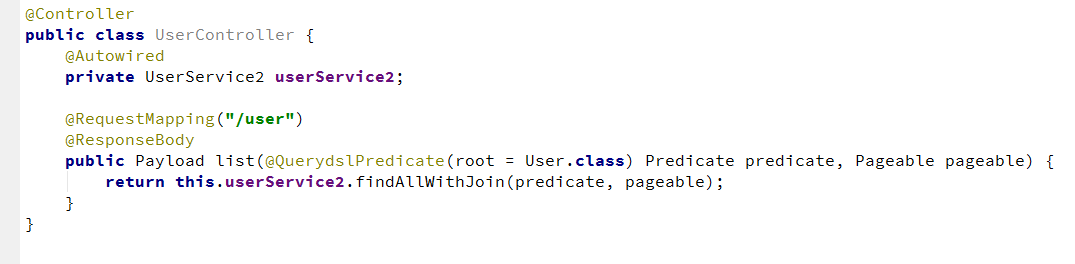 @Controller
public class UserController {
@Autowired
private UserService2 userService2;
@RequestMapping("/user")
@ResponseBody
public Payload list(@QuerydslPredicate(root = User.class) Predicate predicate, Pageable pageable) {
return this.userService2.findAllWithJoin(predicate, pageable);
}
}